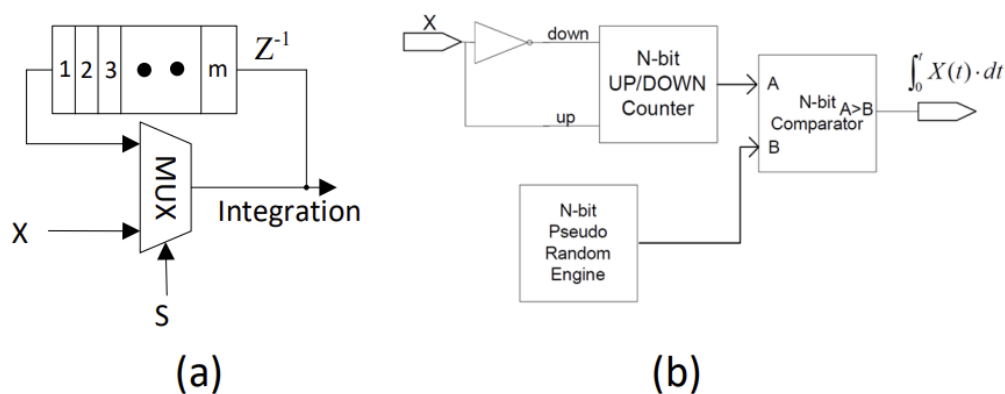 1 2 3 • • m
Z⁻¹
MUX
Integration
X
S
(a)
X
down
up
N-bit
UP/DOWN
Counter
A
B
N-bit
A>B
Comparator
∫₀ᵗ X(t)·dt
N-bit
Pseudo
Random
Engine
(b)